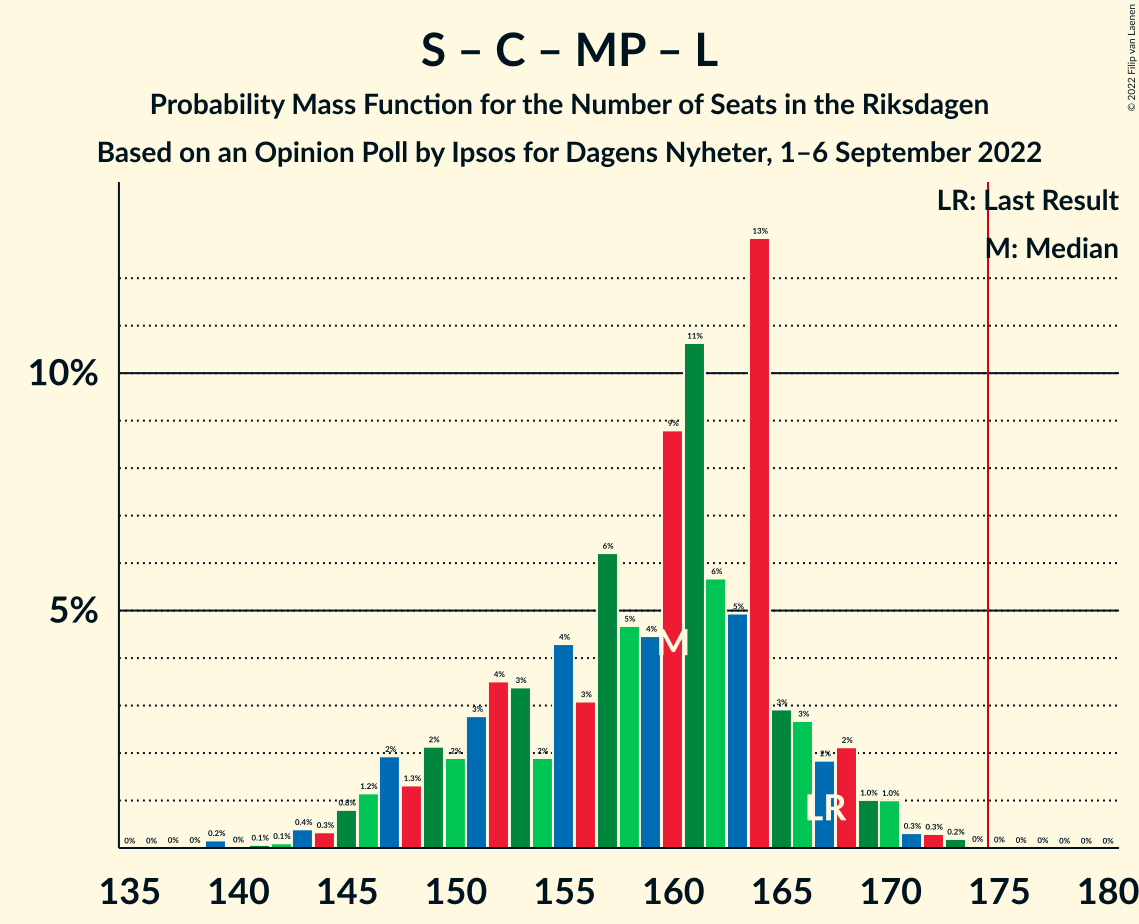 © 2022 Filip van Laenen
S – C – MP – L
Probability Mass Function for the Number of Seats in the Riksdagen
Based on an Opinion Poll by Ipsos for Dagens Nyheter, 1–6 September 2022
LR: Last Result
M: Median
10%
5%
0% 0% 0% 0% 0.2% 0% 0.1% 0.1% 0.4% 0.3% 0.8% 1.2% 2% 1.3% 2% 2% 3% 4% 3% 2% 4% 3% 6% 5% 4% 9% 11% 6% 5% 13% 3% 3% 2% 2% 1.0% 1.0% 0.3% 0.3% 0.2% 0% 0% 0% 0% 0% 0% 0%
M
LR
135 140 145 150 155 160 165 170 175 180